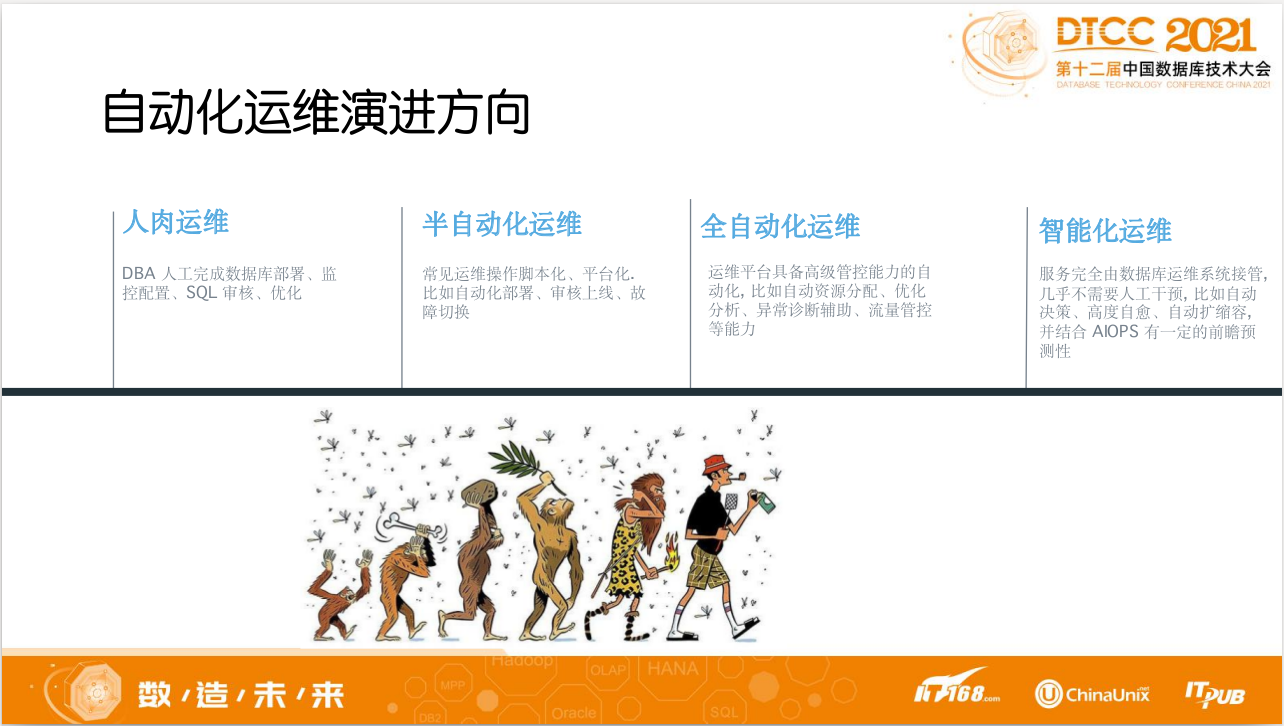 DTCC 2021
第十二届中国数据库技术大会
DATABASE TECHNOLOGY CONFERENCE CHINA 2021
自动化运维演进方向
人肉运维
DBA 人工完成数据库部署、监
控配置、SQL 审核、优化
半自动化运维
常见运维操作脚本化、平台化.
比如自动化部署、审核上线、故
障切换
全自动化运维
运维平台具备高级管控能力的自
动化, 比如自动资源分配、优化
分析、异常诊断辅助、流量管控
等能力
智能化运维
服务完全由数据库运维系统接管,
几乎不需要人工干预, 比如自动
决策、高度自愈、自动扩缩容,
并结合 AIOPS 有一定的前瞻预
测性
数 / 造 / 未 / 来
Hadoop
MPP
DB2
OLAP
HANA
Oracle
SQL
IT168.com
ChinaUnix.net
ITPUB